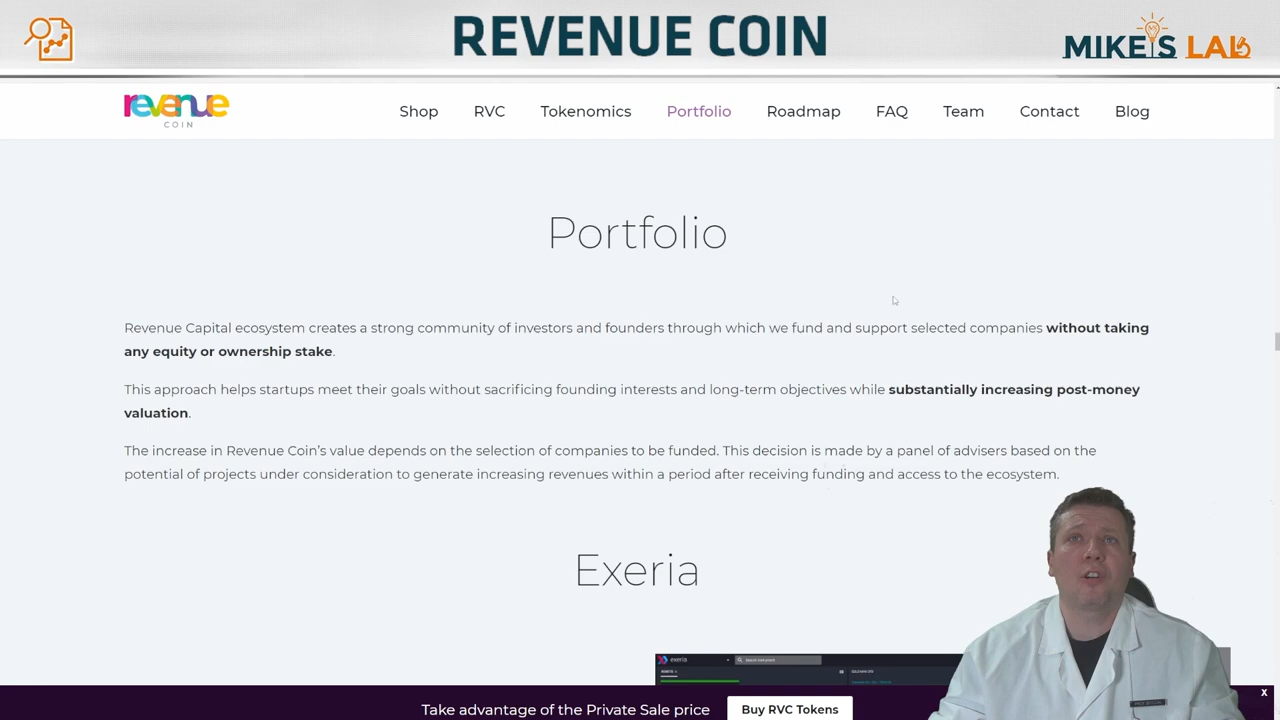 REVENUE COIN
MIKE'S LAB
revenue
COIN
Shop RVC Tokenomics Portfolio Roadmap FAQ Team Contact Blog
Portfolio
Revenue Capital ecosystem creates a strong community of investors and founders through which we fund and support selected companies without taking
any equity or ownership stake.
This approach helps startups meet their goals without sacrificing founding interests and long-term objectives while substantially increasing post-money
valuation.
The increase in Revenue Coin's value depends on the selection of companies to be funded. This decision is made by a panel of advisers based on the
potential of projects under consideration to generate increasing revenues within a period after receiving funding and access to the ecosystem.
Exeria
exeria
Take advantage of the Private Sale price Buy RVC Tokens x